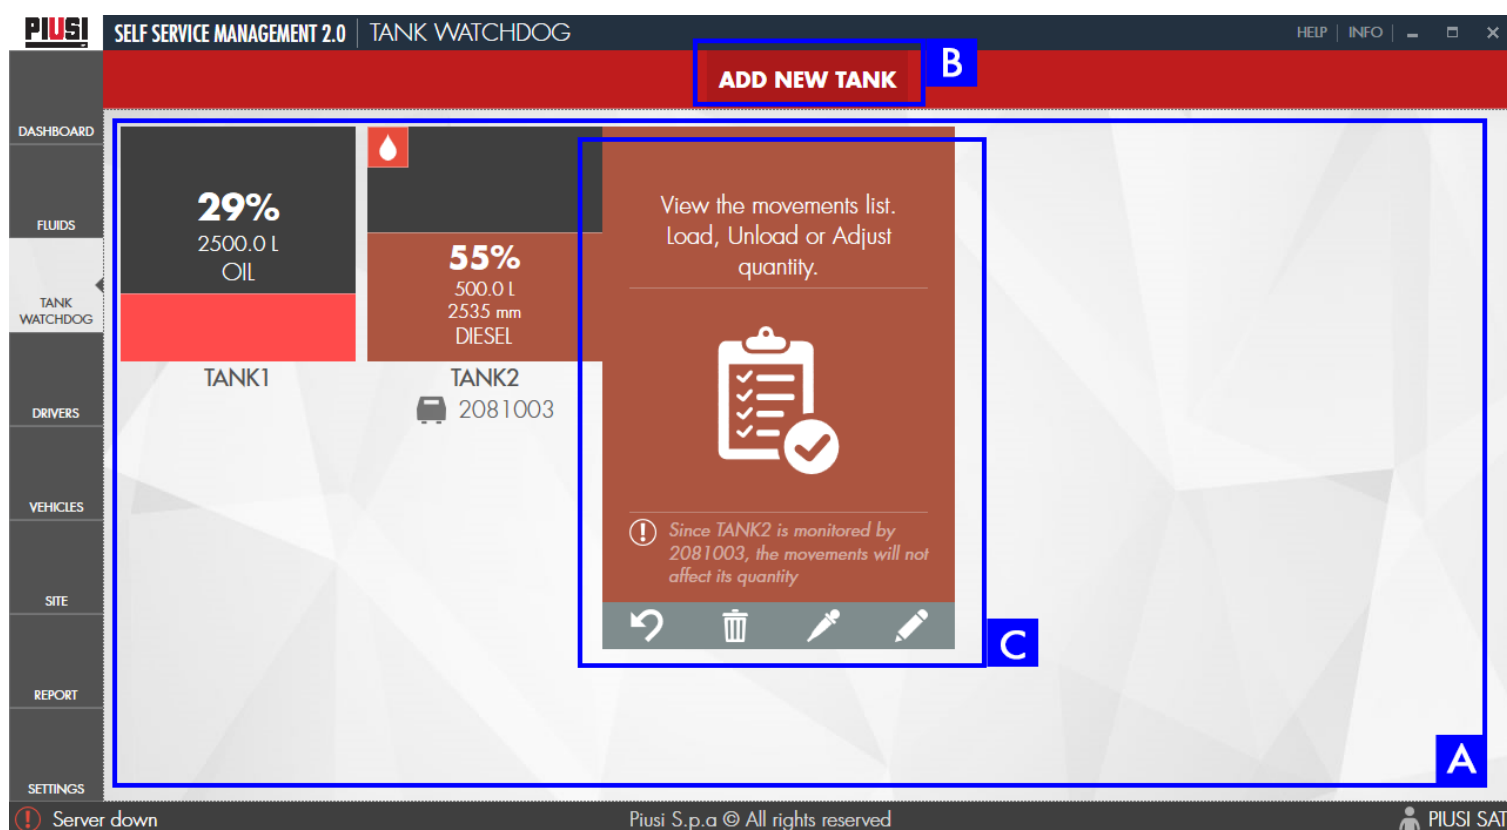 PIUSI SELF SERVICE MANAGEMENT 2.0 TANK WATCHDOG HELP INFO
ADD NEW TANK B
DASHBOARD
FLUIDS
TANK
WATCHDOG
DRIVERS
VEHICLES
SITE
REPORT
SETTINGS
29%
2500.0 L
OIL
TANK1
55%
500.0 L
2535 mm
DIESEL
TANK2
2081003
View the movements list.
Load, Unload or Adjust
quantity.
Since TANK2 is monitored by
2081003, the movements will not
affect its quantity
C
A
Server down Piusi S.p.a © All rights reserved PIUSI SAT